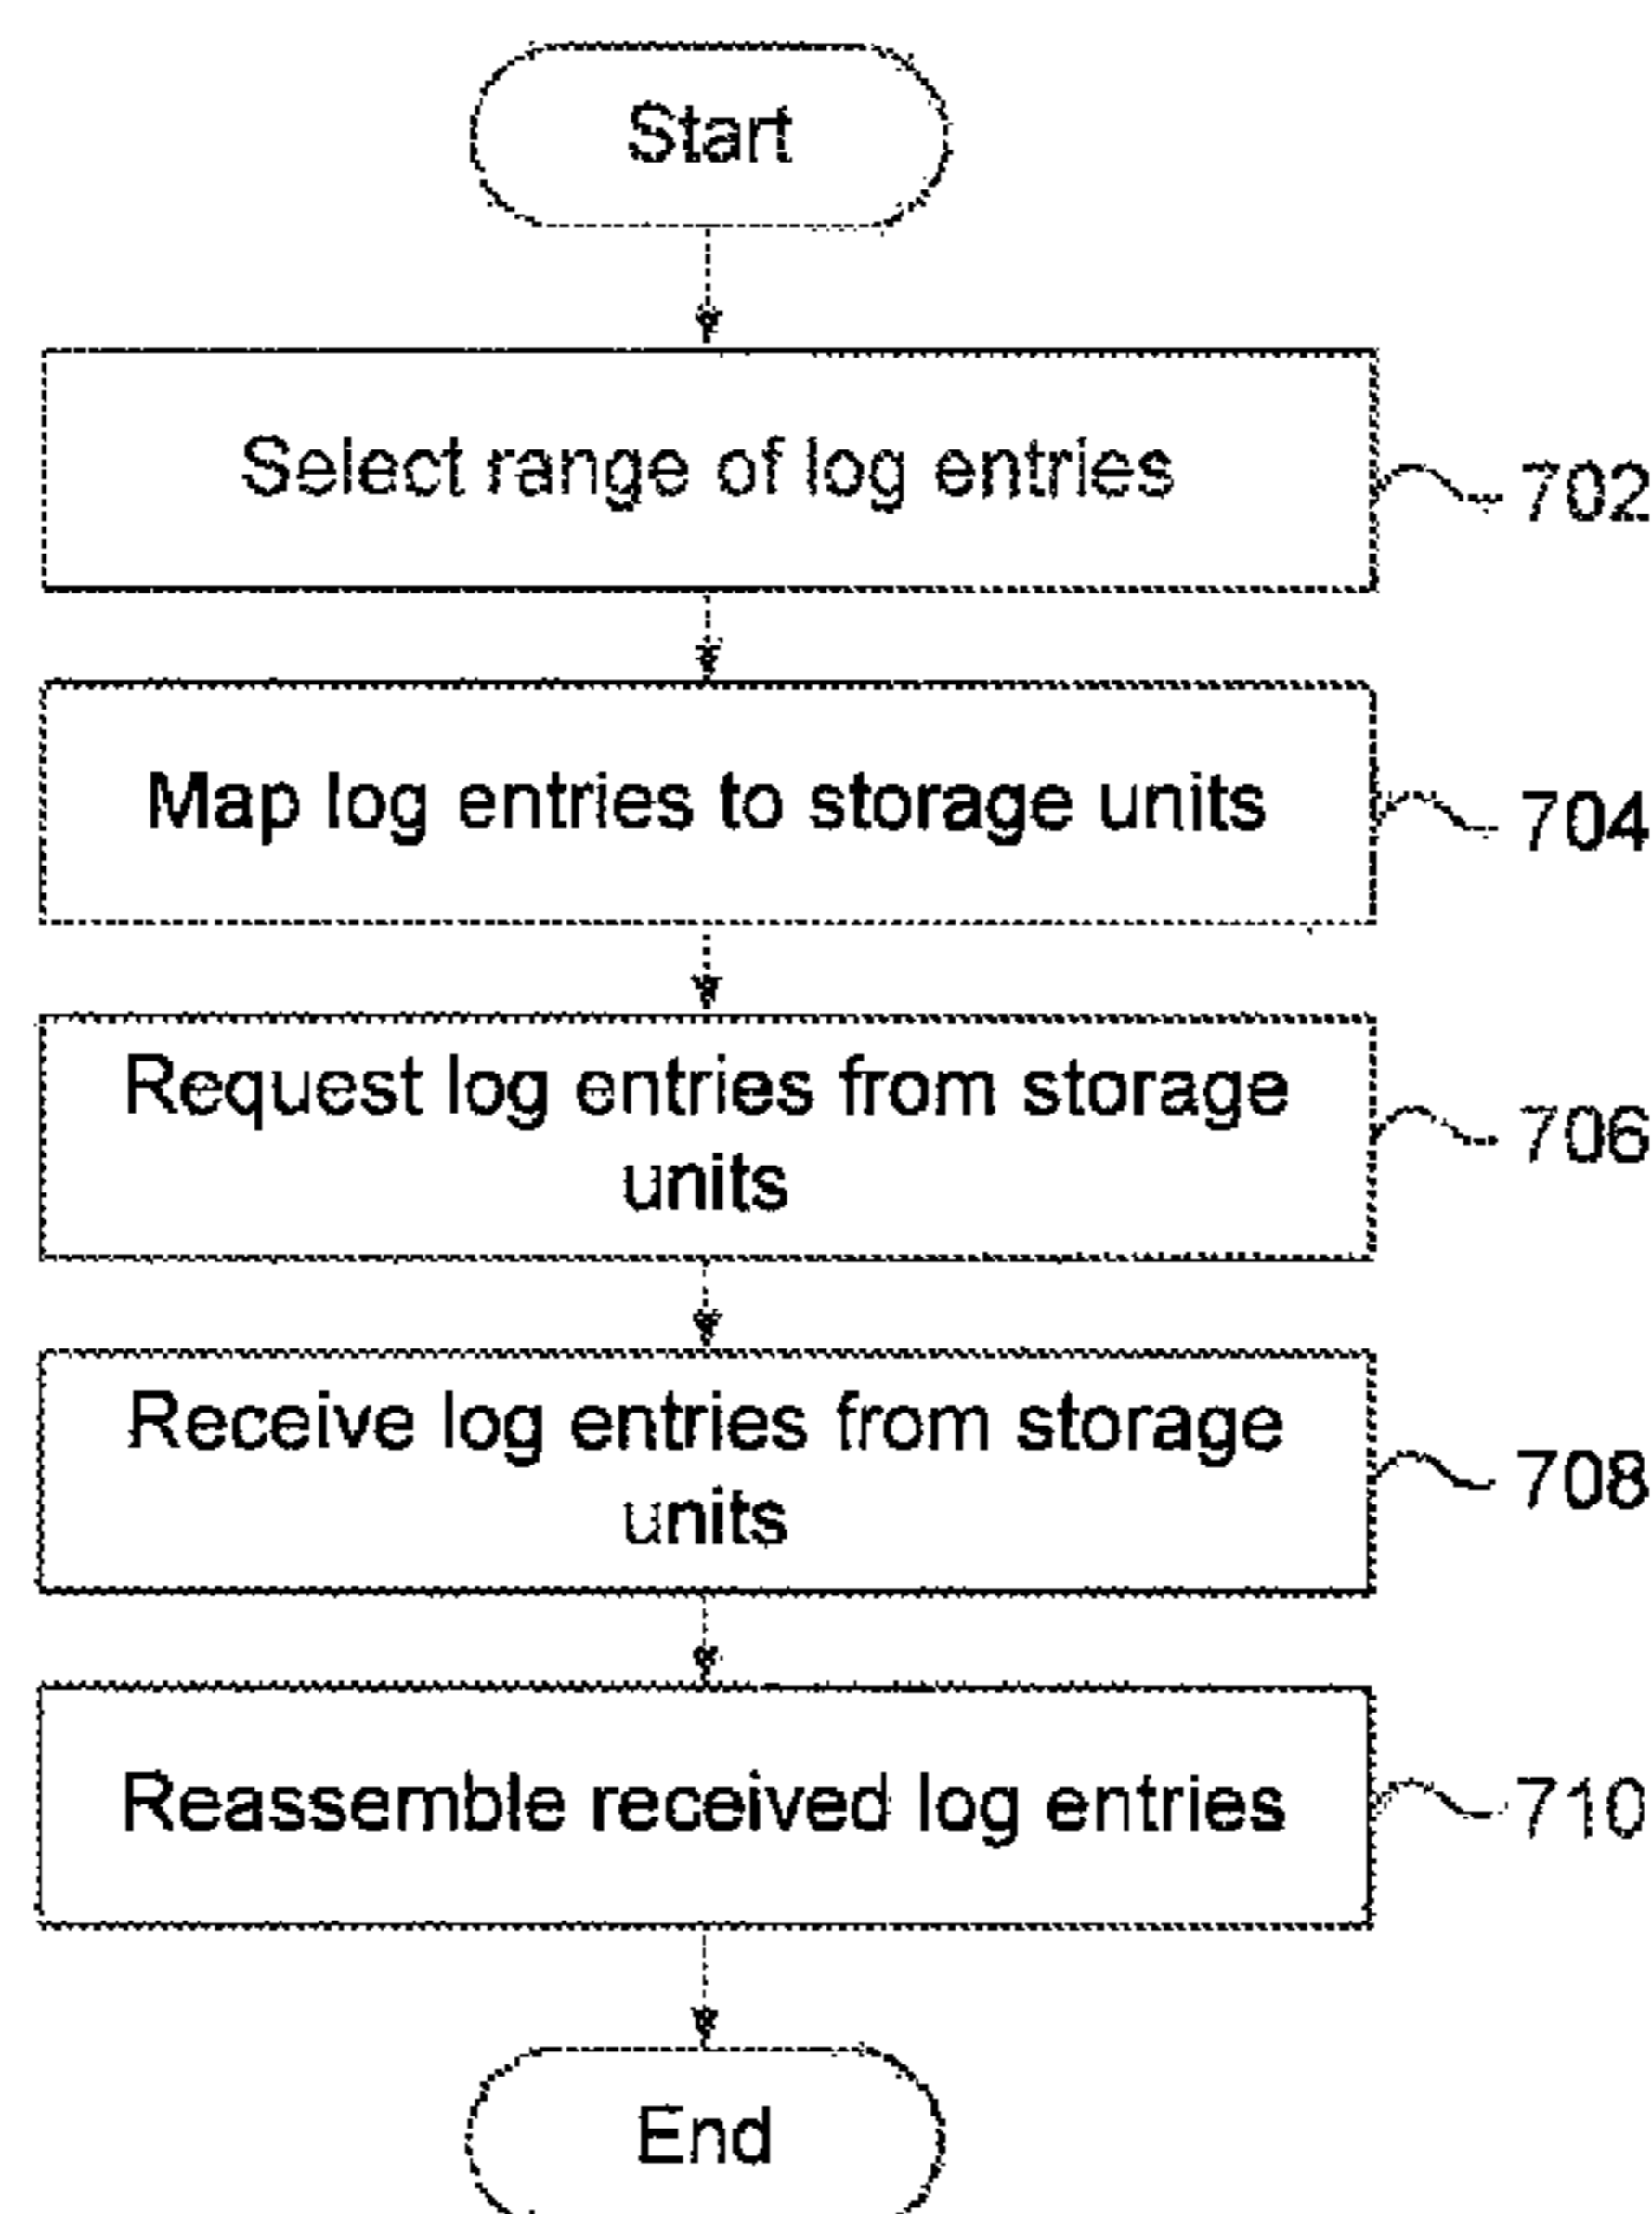 Start
Select range of log entries
702
Map log entries to storage units
704
Request log entries from storage
units
706
Receive log entries from storage
units
708
Reassemble received log entries
710
End